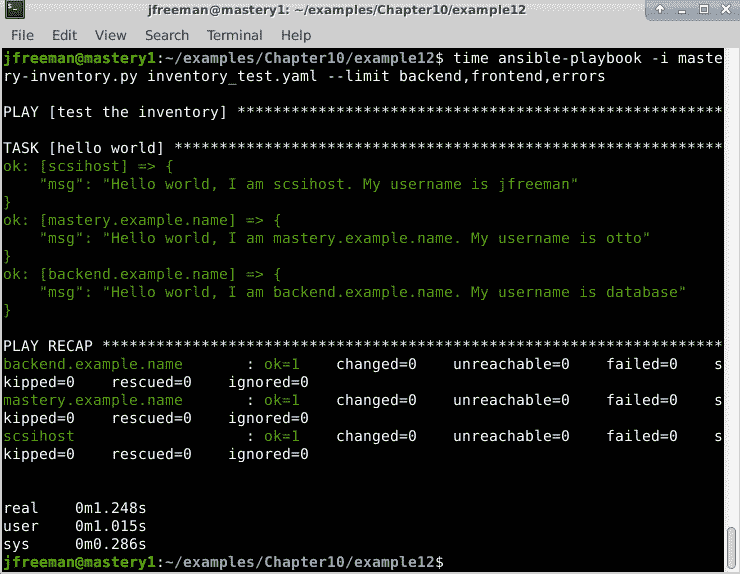 jfreeman@mastery1: ~/examples/Chapter10/example12
File Edit View Search Terminal Help
jfreeman@mastery1:~/examples/Chapter10/example12$ time ansible-playbook -i maste
ry-inventory.py inventory_test.yaml --limit backend,frontend,errors
PLAY [test the inventory] ******************************************************
TASK [hello world] *************************************************************
ok: [scsihost] => {
    "msg": "Hello world, I am scsihost. My username is jfreeman"
}
ok: [mastery.example.name] => {
    "msg": "Hello world, I am mastery.example.name. My username is otto"
}
ok: [backend.example.name] => {
    "msg": "Hello world, I am backend.example.name. My username is database"
}
PLAY RECAP *********************************************************************
backend.example.name       : ok=1    changed=0    unreachable=0    failed=0    s
kipped=0    rescued=0    ignored=0
mastery.example.name       : ok=1    changed=0    unreachable=0    failed=0    s
kipped=0    rescued=0    ignored=0
scsihost                   : ok=1    changed=0    unreachable=0    failed=0    s
kipped=0    rescued=0    ignored=0
real    0m1.248s
user    0m1.015s
sys     0m0.286s
jfreeman@mastery1:~/examples/Chapter10/example12$